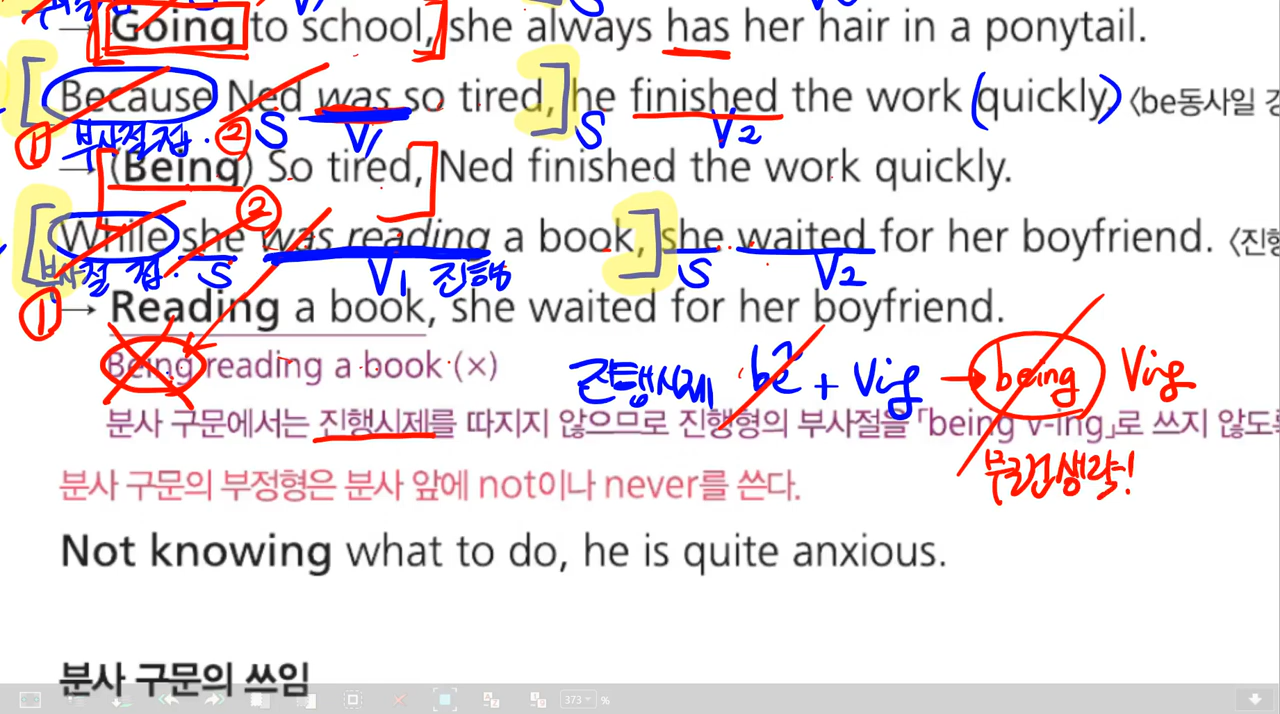 → Going to school, she always has her hair in a ponytail.
Because Ned was so tired, he finished the work (quickly,) 〈be동사일
① 부사절 접. ② S V1 S V2
→ (Being) So tired, Ned finished the work quickly.
②
While she was reading a book, she waited for her boyfriend.
부사절 접. S V1 진행 S V2
① → Reading a book, she waited for her boyfriend.
Being reading a book (×)
진행시제 be + Ving → being Ving
분사 구문에서는 진행시제를 따지지 않으므로 진행형의 부사절을 「being v-ing」로 쓰지 않도
무조건생략!
분사 구문의 부정형은 분사 앞에 not이나 never를 쓴다.
Not knowing what to do, he is quite anxious.
분사 구문의 쓰임
373 %